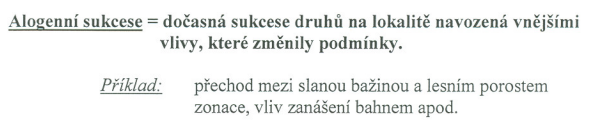 Alogenní sukcese = dočasná sukcese druhů na lokalitě navozená vnějšími
vlivy, které změnily podmínky.
Příklad: přechod mezi slanou bažinou a lesním porostem
zonace, vliv zanášení bahnem apod.